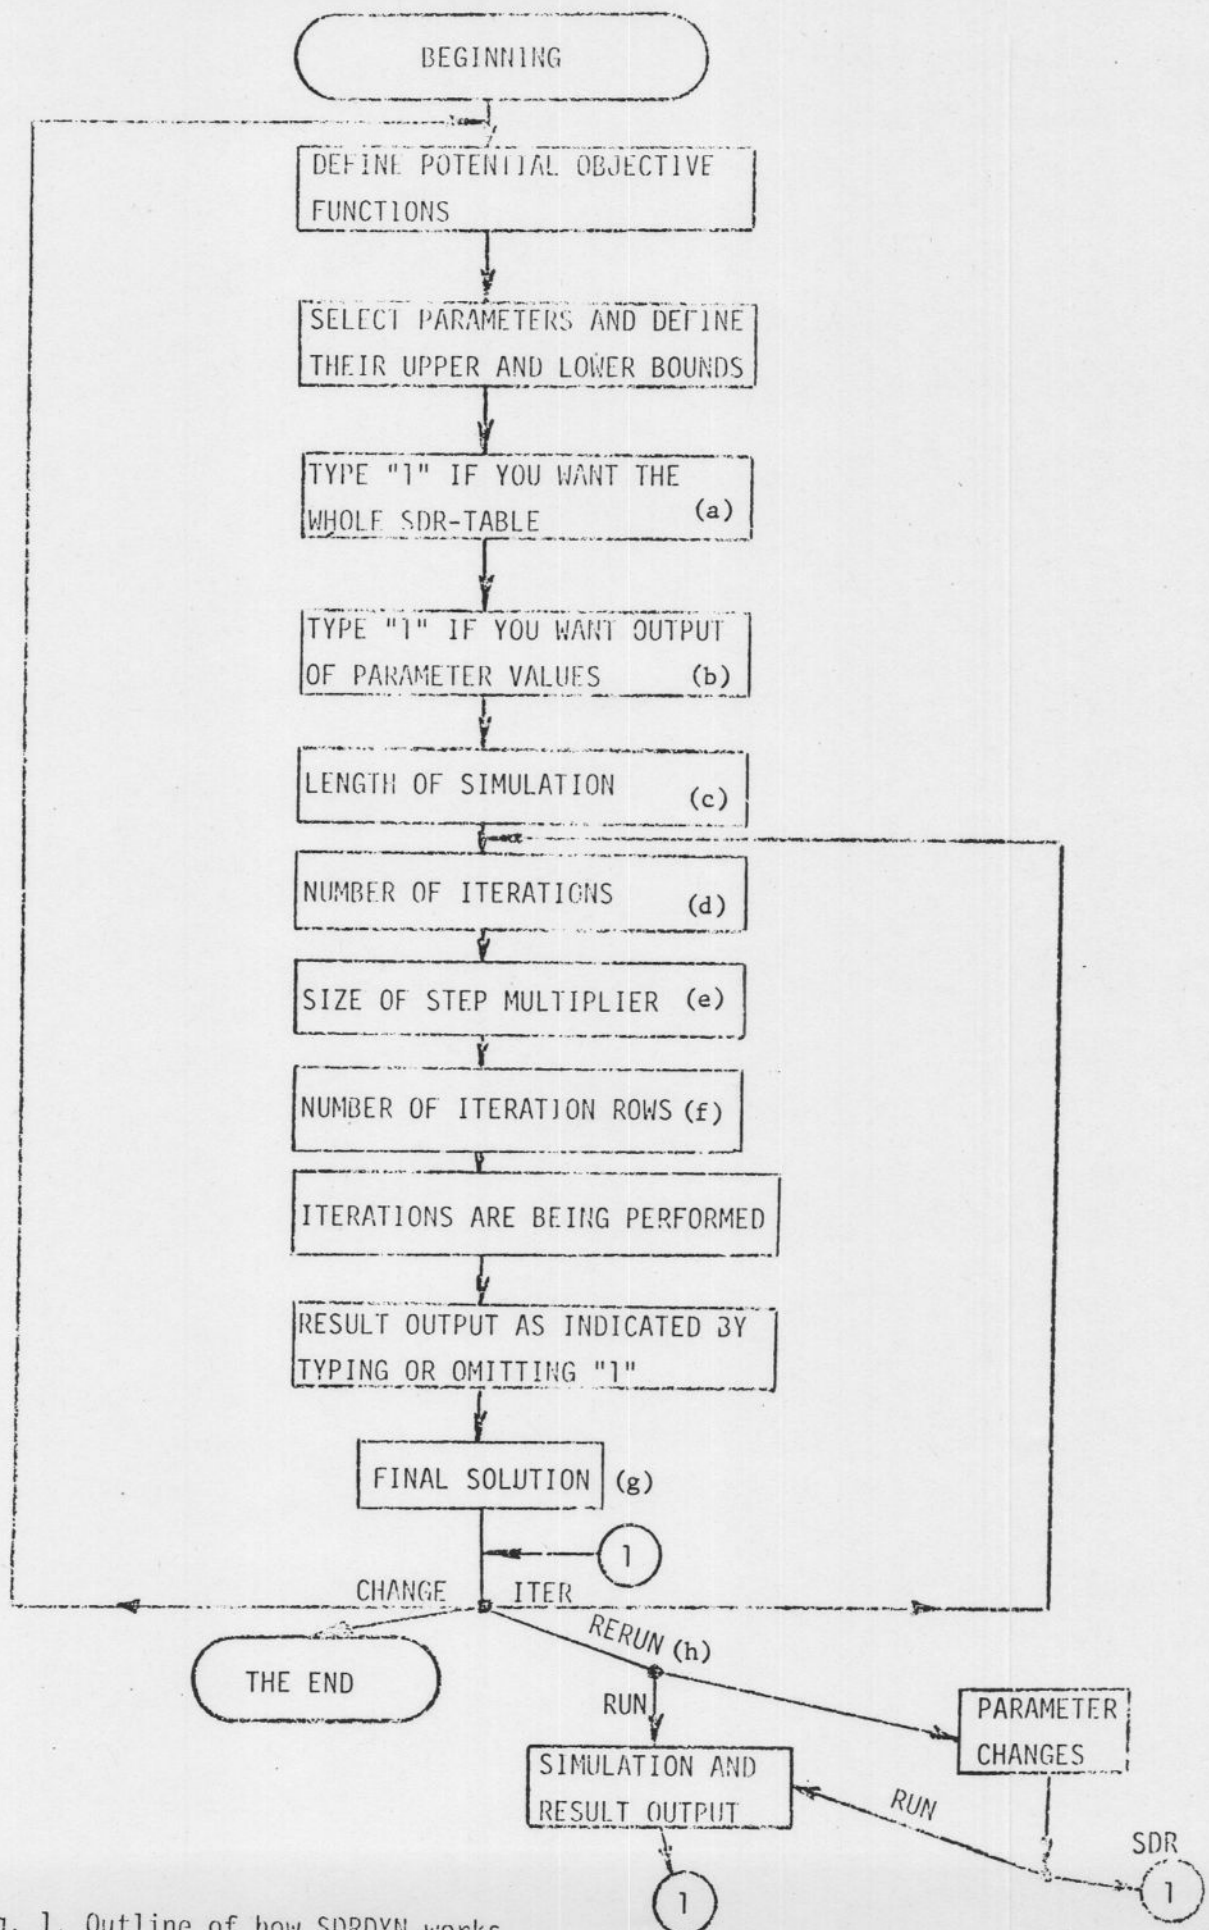 BEGINNING
DEFINE POTENTIAL OBJECTIVE
FUNCTIONS
SELECT PARAMETERS AND DEFINE
THEIR UPPER AND LOWER BOUNDS
TYPE "1" IF YOU WANT THE
WHOLE SDR-TABLE (a)
TYPE "1" IF YOU WANT OUTPUT
OF PARAMETER VALUES (b)
LENGTH OF SIMULATION (c)
NUMBER OF ITERATIONS (d)
SIZE OF STEP MULTIPLIER (e)
NUMBER OF ITERATION ROWS (f)
ITERATIONS ARE BEING PERFORMED
RESULT OUTPUT AS INDICATED BY
TYPING OR OMITTING "1"
FINAL SOLUTION (g)
1
CHANGE ITER
RERUN (h)
THE END
RUN
PARAMETER
CHANGES
SIMULATION AND
RESULT OUTPUT
RUN
SDR
1
1
1. Outline of how SDRDYN works